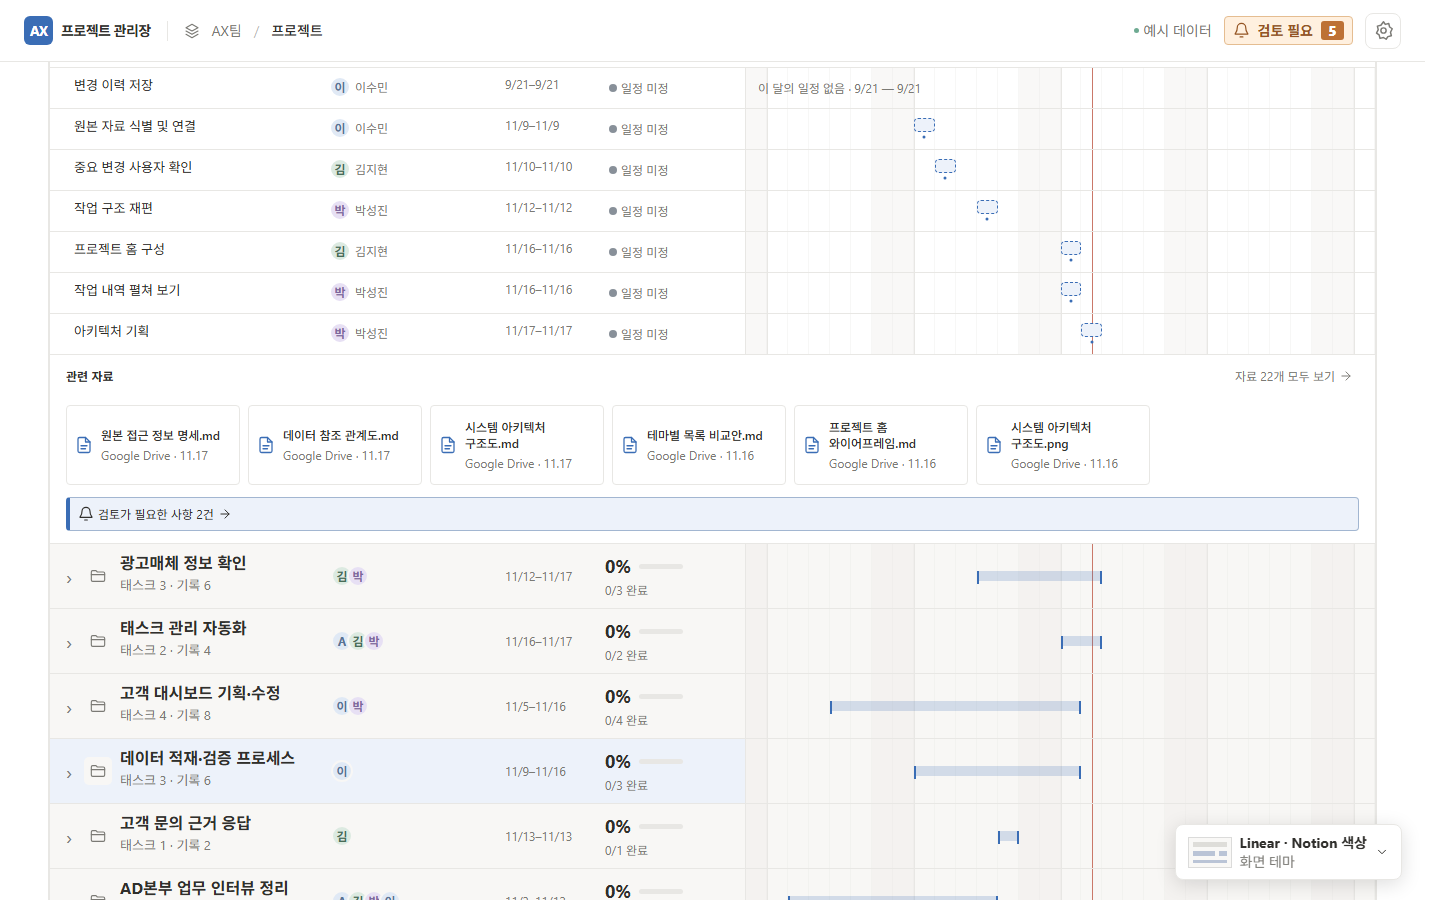 AX 프로젝트 관리장 AX팀 / 프로젝트 예시 데이터 검토 필요 5
변경 이력 저장 이 이수민 9/21–9/21 일정 미정 이 달의 일정 없음 · 9/21 — 9/21
원본 자료 식별 및 연결 이 이수민 11/9–11/9 일정 미정
중요 변경 사용자 확인 김 김지현 11/10–11/10 일정 미정
작업 구조 재편 박 박성진 11/12–11/12 일정 미정
프로젝트 홈 구성 김 김지현 11/16–11/16 일정 미정
작업 내역 펼쳐 보기 박 박성진 11/16–11/16 일정 미정
아키텍처 기획 박 박성진 11/17–11/17 일정 미정
관련 자료 자료 22개 모두 보기 →
원본 접근 정보 명세.md
Google Drive · 11.17
데이터 참조 관계도.md
Google Drive · 11.17
시스템 아키텍처
구조도.md
Google Drive · 11.17
테마별 목록 비교안.md
Google Drive · 11.16
프로젝트 홈
와이어프레임.md
Google Drive · 11.16
시스템 아키텍처
구조도.png
Google Drive · 11.16
검토가 필요한 사항 2건 →
광고매체 정보 확인
태스크 3 · 기록 6
김 박 11/12–11/17
0%
0/3 완료
태스크 관리 자동화
태스크 2 · 기록 4
A 김 박 11/16–11/17
0%
0/2 완료
고객 대시보드 기획·수정
태스크 4 · 기록 8
이 박 11/5–11/16
0%
0/4 완료
데이터 적재·검증 프로세스
태스크 3 · 기록 6
이 11/9–11/16
0%
0/3 완료
고객 문의 근거 응답
태스크 1 · 기록 2
김 11/13–11/13
0%
0/1 완료
AD본부 업무 인터뷰 정리
0%
Linear · Notion 색상
화면 테마